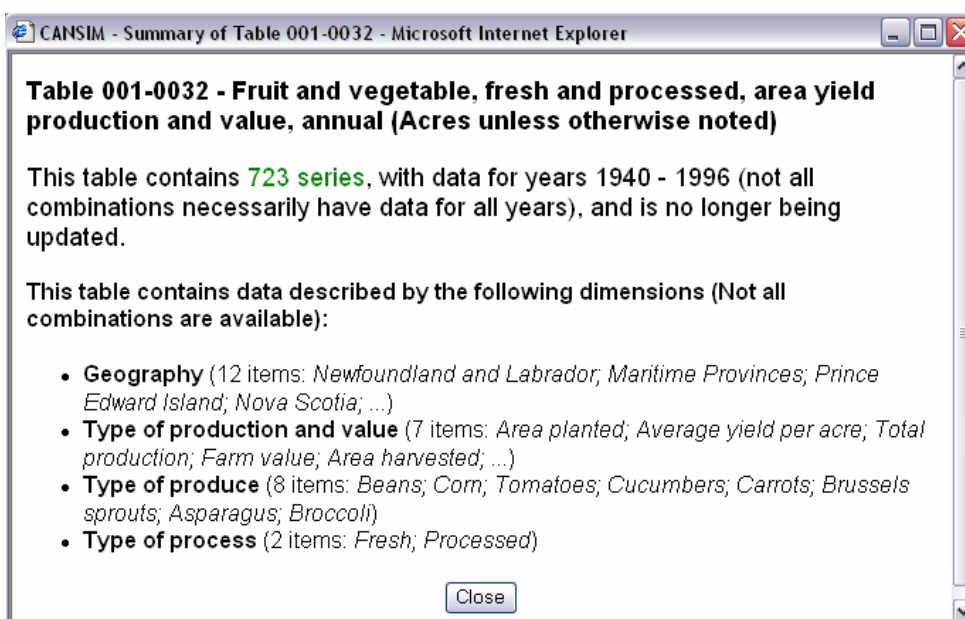 CANSIM - Summary of Table 001-0032 - Microsoft Internet Explorer
Table 001-0032 - Fruit and vegetable, fresh and processed, area yield
production and value, annual (Acres unless otherwise noted)
This table contains 723 series, with data for years 1940 - 1996 (not all
combinations necessarily have data for all years), and is no longer being
updated.
This table contains data described by the following dimensions (Not all
combinations are available):
• Geography (12 items: Newfoundland and Labrador; Maritime Provinces; Prince
Edward Island; Nova Scotia; ...)
• Type of production and value (7 items: Area planted; Average yield per acre; Total
production; Farm value; Area harvested; ...)
• Type of produce (8 items: Beans; Corn; Tomatoes; Cucumbers; Carrots; Brussels
sprouts; Asparagus; Broccoli)
• Type of process (2 items: Fresh; Processed)
Close